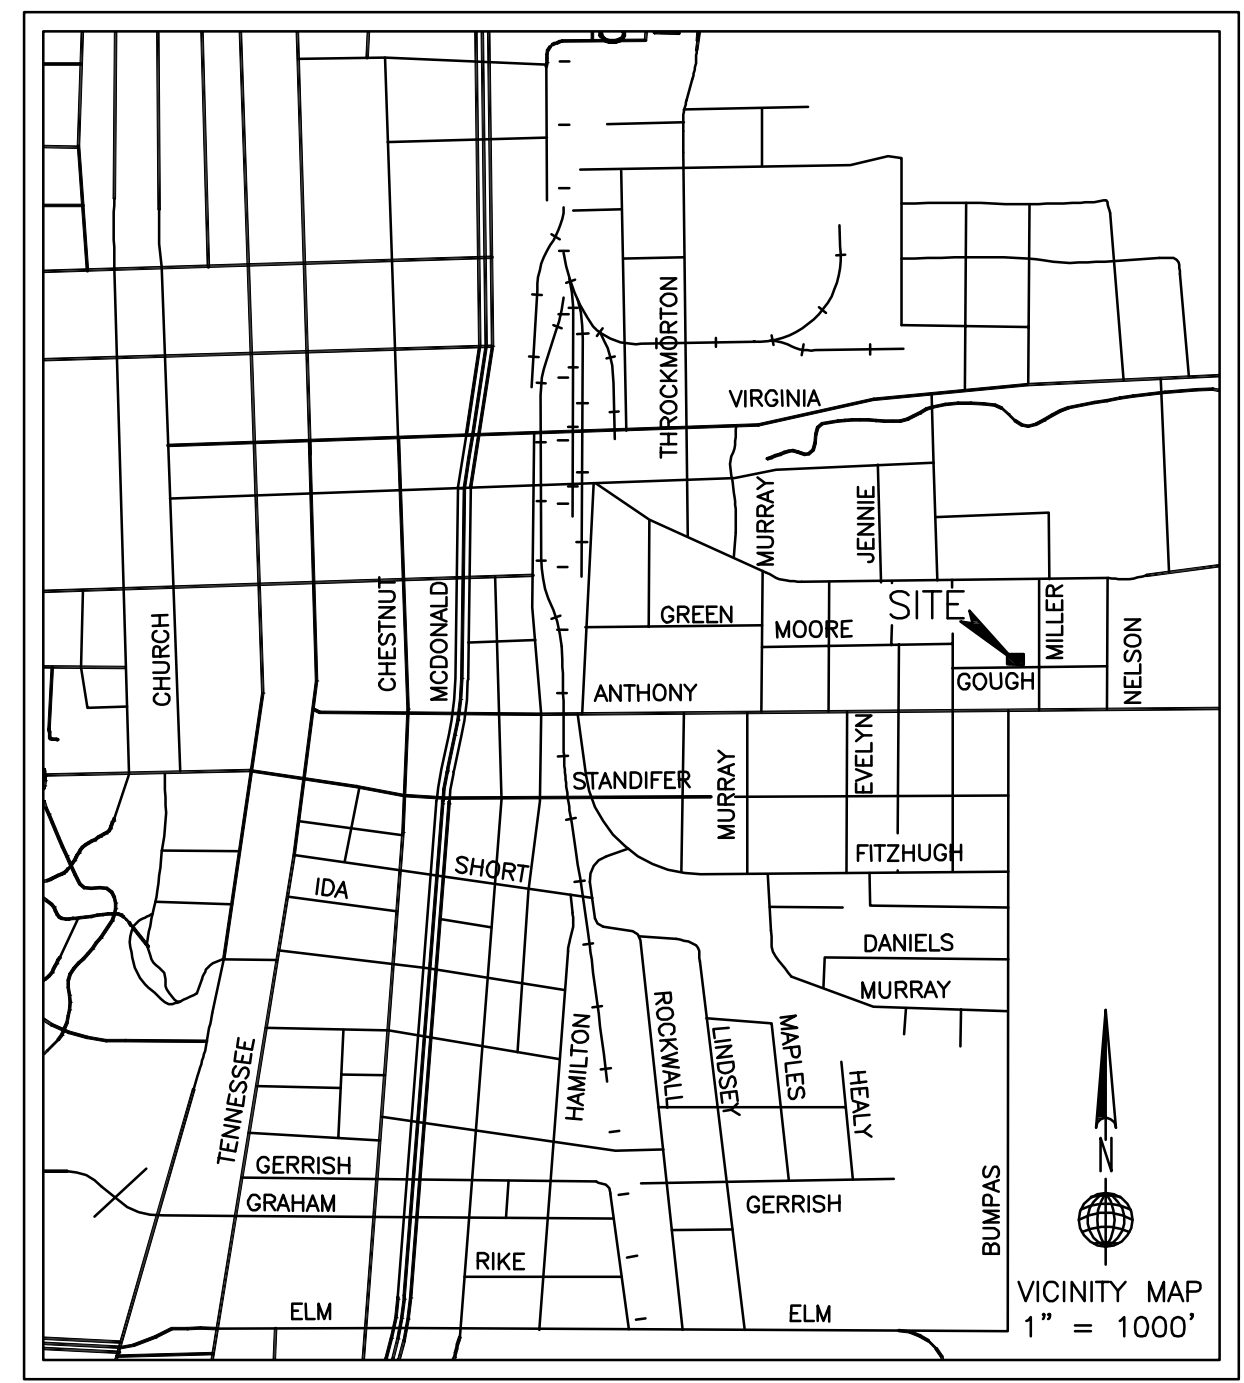 THROCKMORTON
VIRGINIA
MURRAY
JENNIE
CHURCH
CHESTNUT
MCDONALD
GREEN
MOORE
SITE
MILLER
NELSON
ANTHONY
GOUGH
STANDIFER
MURRAY
EVELYN
SHORT
FITZHUGH
IDA
DANIELS
MURRAY
TENNESSEE
HAMILTON
ROCKWALL
LINDSEY
MAPLES
HEALY
GERRISH
GRAHAM
GERRISH
BUMPAS
N
RIKE
ELM
ELM
VICINITY MAP
1" = 1000'